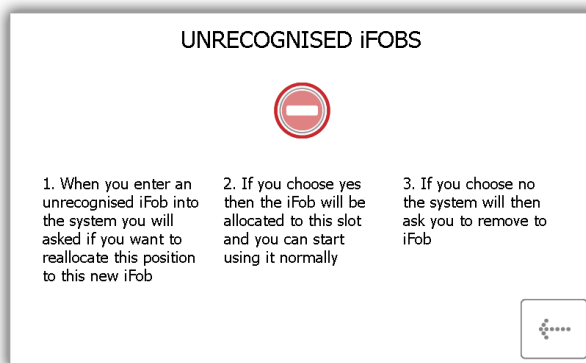 UNRECOGNISED iFOBS
1. When you enter an
unrecognised iFob into
the system you will
asked if you want to
reallocate this position
to this new iFob
2. If you choose yes
then the iFob will be
allocated to this slot
and you can start
using it normally
3. If you choose no
the system will then
ask you to remove to
iFob